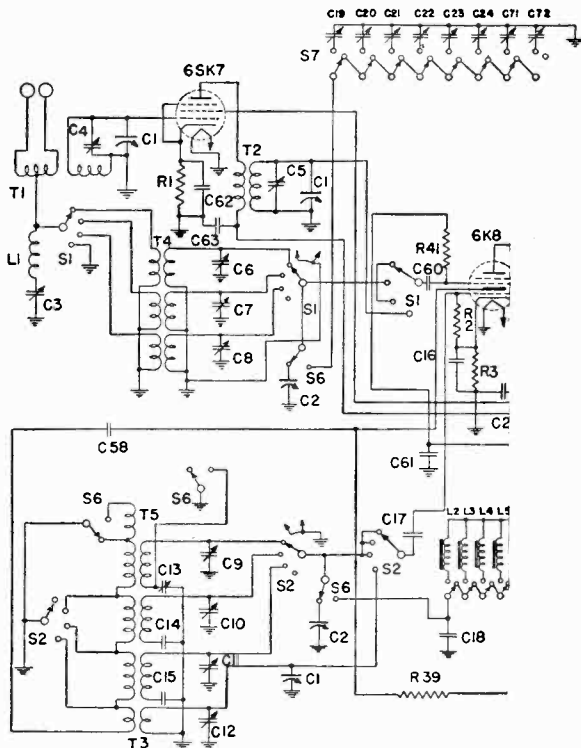 C19 C20 C21 C22 C23 C24 C71 C72
S7
6SK7
C4
C1
T2
C5
C1
T1
R1
C62
C63
R41
6K8
L1
S1
T4
C6
S1
C60
S1
C3
C7
R2
C8
S6
C16
R3
C2
C2
C58
C61
S6
T5
S6
C17
L2 L3 L4 L5
C13
C9
S2
S6
S2
S2
C14
C10
C2
C18
C15
C11
C1
R39
C12
T3